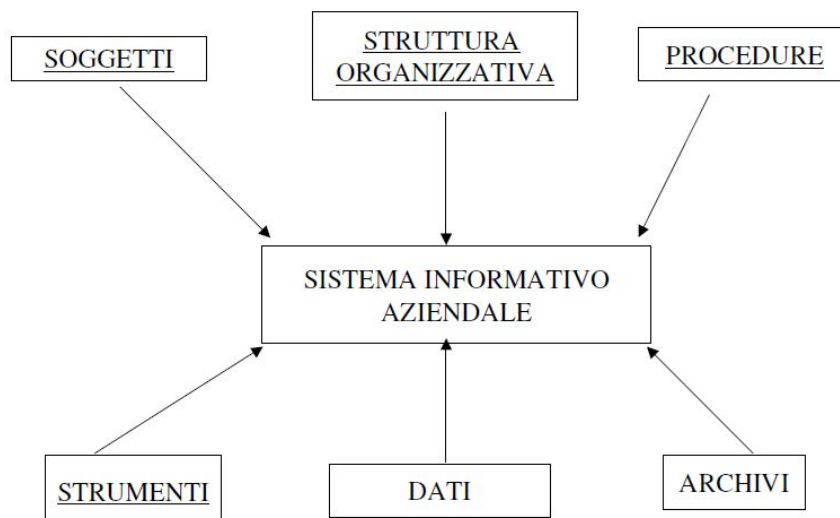 SOGGETTI
STRUTTURA
ORGANIZZATIVA
PROCEDURE
SISTEMA INFORMATIVO
AZIENDALE
STRUMENTI
DATI
ARCHIVI